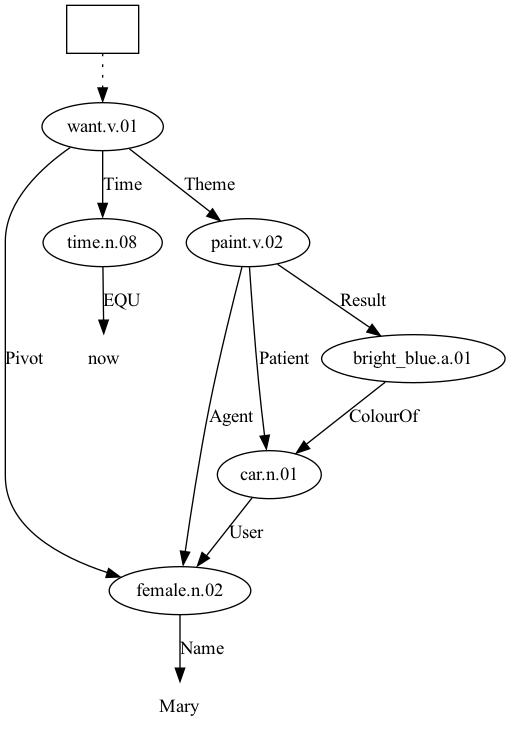 want.v.01
Time
Theme
time.n.08
paint.v.02
EQU
Result
Pivot
now
Agent
Patient
bright_blue.a.01
ColourOf
car.n.01
User
female.n.02
Name
Mary